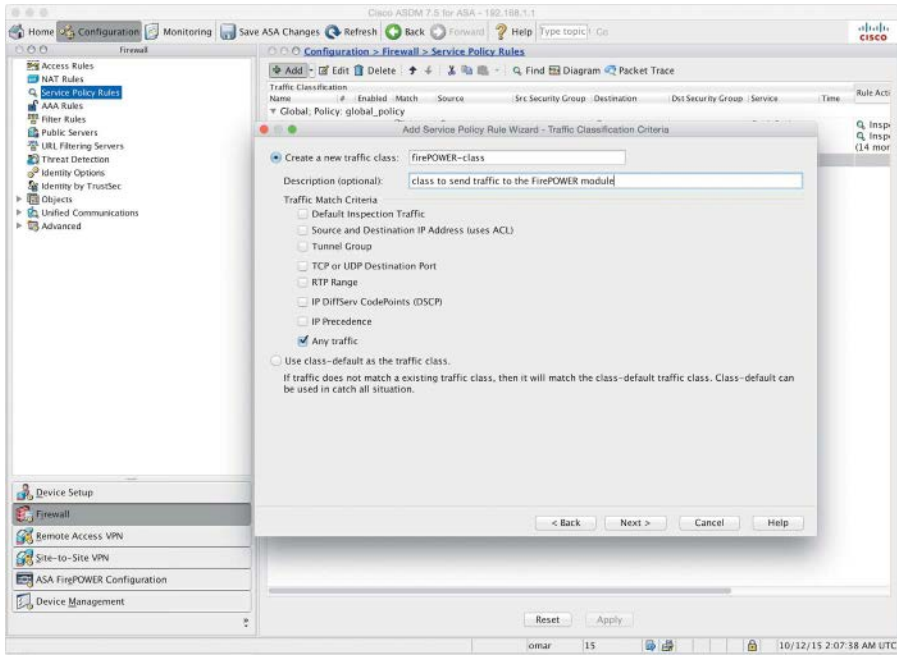 Cisco ASDM 7.5 for ASA - 192.168.1.1
Home Configuration Monitoring Save ASA Changes Refresh Back Forward Help Type topic Go
cisco
Firewall
Access Rules
NAT Rules
Service Policy Rules
AAA Rules
Filter Rules
Public Servers
URL Filtering Servers
Threat Detection
Identity Options
Identity by TrustSec
Objects
Unified Communications
Advanced
Device Setup
Firewall
Remote Access VPN
Site-to-Site VPN
ASA FirePOWER Configuration
Device Management
Configuration > Firewall > Service Policy Rules
Add Edit Delete Find Diagram Packet Trace
Traffic Classification
Name # Enabled Match Source Src Security Group Destination Dst Security Group Service Time Rule Acti
Global; Policy: global_policy
Insp
Insp
(14 mor
Add Service Policy Rule Wizard - Traffic Classification Criteria
Create a new traffic class: firePOWER-class
Description (optional): class to send traffic to the FirePOWER module
Traffic Match Criteria
Default Inspection Traffic
Source and Destination IP Address (uses ACL)
Tunnel Group
TCP or UDP Destination Port
RTP Range
IP DiffServ CodePoints (DSCP)
IP Precedence
Any traffic
Use class-default as the traffic class.
If traffic does not match a existing traffic class, then it will match the class-default traffic class. Class-default can
be used in catch all situation.
< Back Next > Cancel Help
Reset Apply
omar 15 10/12/15 2:07:38 AM UTC